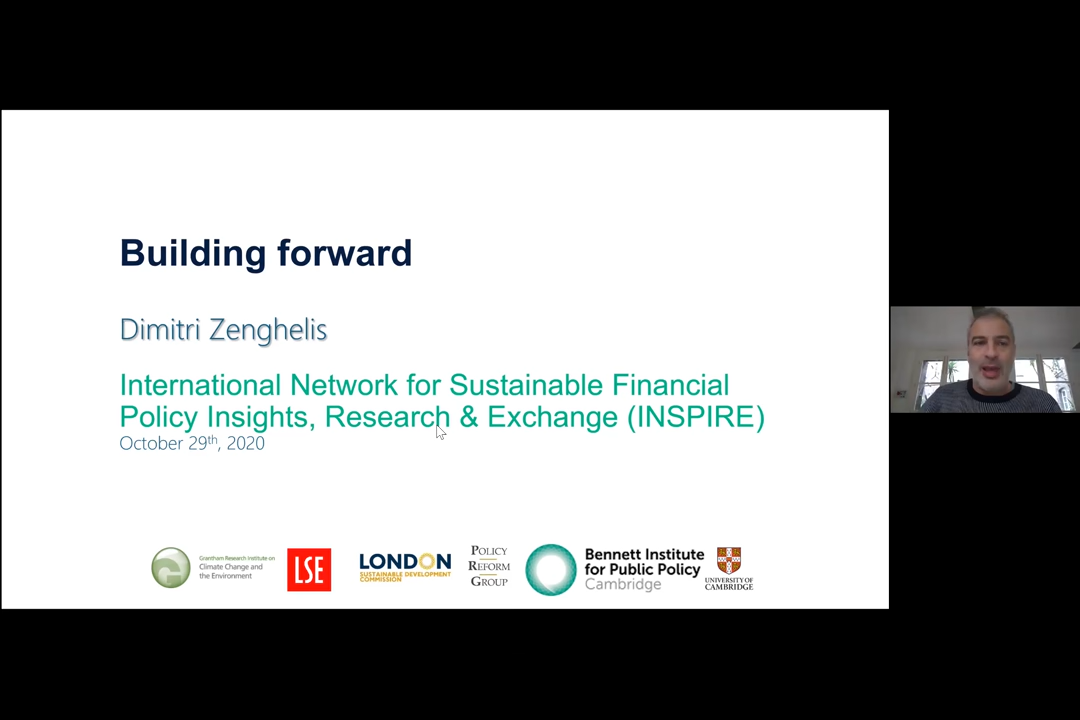 Building forward
Dimitri Zenghelis
International Network for Sustainable Financial
Policy Insights, Research & Exchange (INSPIRE)
October 29th, 2020
Grantham Research Institute on
Climate Change and
the Environment
LSE
LONDON
SUSTAINABLE DEVELOPMENT
COMMISSION
POLICY
REFORM
GROUP
Bennett Institute
for Public Policy
Cambridge
UNIVERSITY OF
CAMBRIDGE